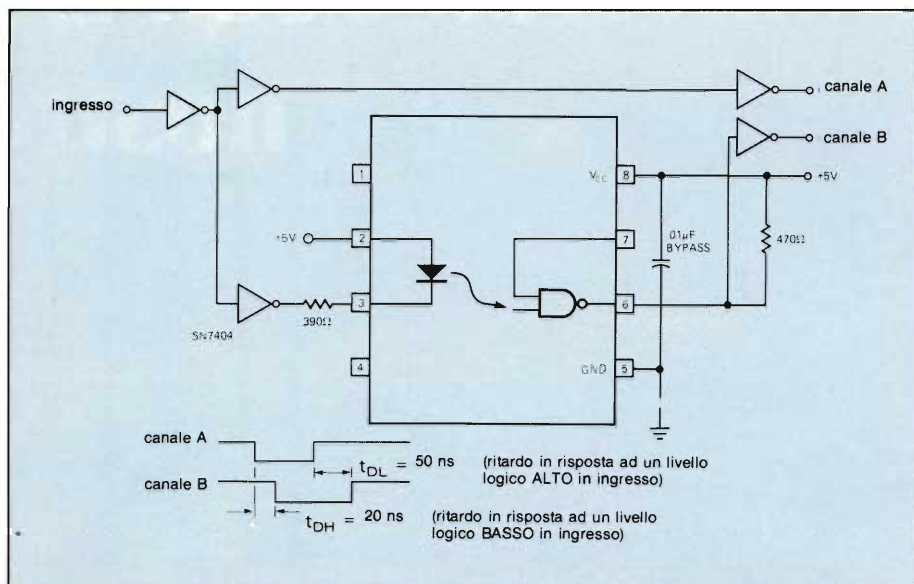 ingresso
canale A
canale B
1
VCC
8
+5V
+5V
2
7
0.1µF
BYPASS
470Ω
3
6
SN7404
390Ω
4
GND
5
canale A
tDL = 50 ns
(ritardo in risposta ad un livello
logico ALTO in ingresso)
canale B
tDH = 20 ns
(ritardo in risposta ad un livello
logico BASSO in ingresso)